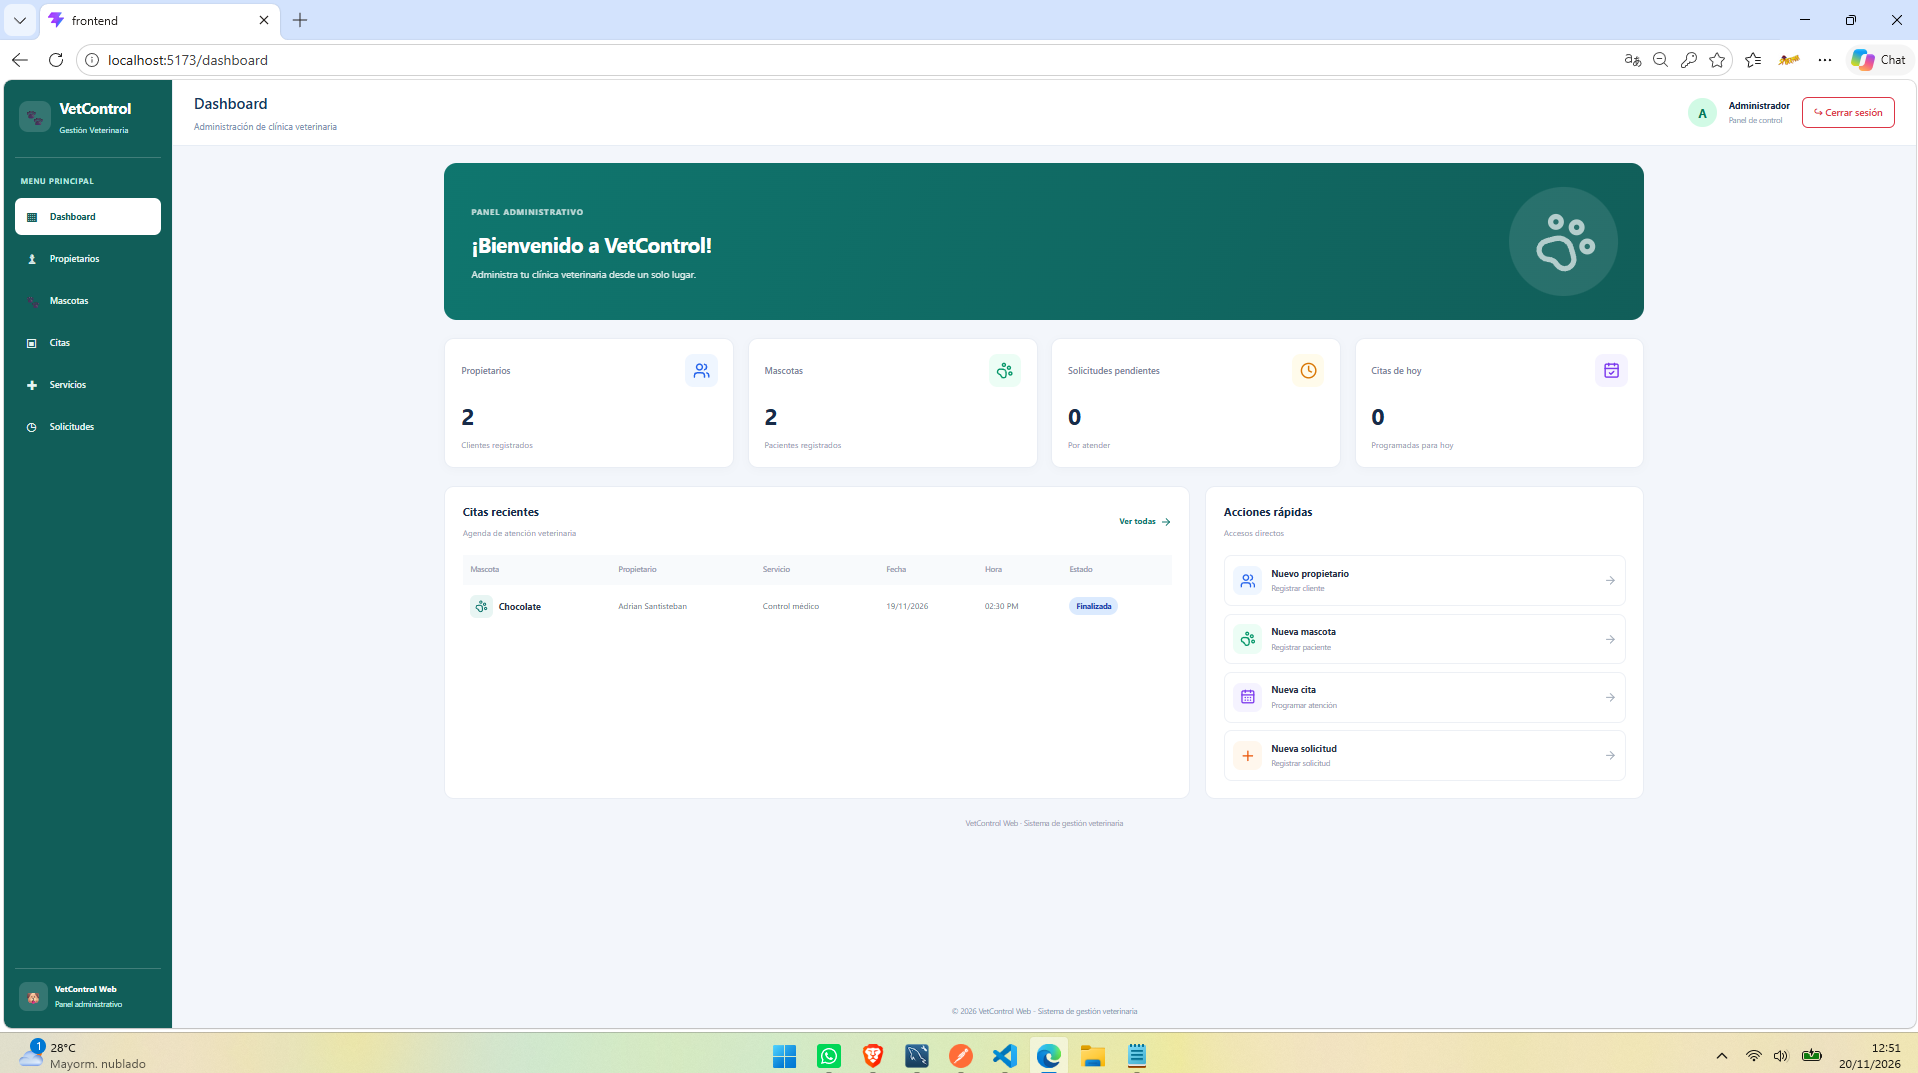 frontend
localhost:5173/dashboard
Chat
VetControl
Gestión Veterinaria
MENU PRINCIPAL
Dashboard
Propietarios
Mascotas
Citas
Servicios
Solicitudes
VetControl Web
Panel administrativo
Dashboard
Administración de clínica veterinaria
A
Administrador
Panel de control
Cerrar sesión
PANEL ADMINISTRATIVO
¡Bienvenido a VetControl!
Administra tu clínica veterinaria desde un solo lugar.
Propietarios
2
Clientes registrados
Mascotas
2
Pacientes registrados
Solicitudes pendientes
0
Por atender
Citas de hoy
0
Programadas para hoy
Citas recientes
Agenda de atención veterinaria
Ver todas
Mascota Propietario Servicio Fecha Hora Estado
Chocolate Adrian Santisteban Control médico 19/11/2026 02:30 PM Finalizada
Acciones rápidas
Accesos directos
Nuevo propietario
Registrar cliente
Nueva mascota
Registrar paciente
Nueva cita
Programar atención
Nueva solicitud
Registrar solicitud
VetControl Web - Sistema de gestión veterinaria
© 2026 VetControl Web - Sistema de gestión veterinaria
1
28°C
Mayorm. nublado
12:51
20/11/2026